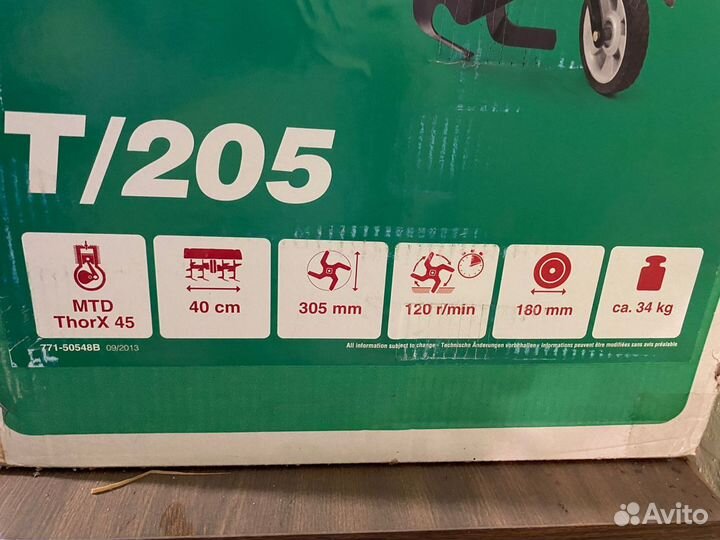 T/205
MTD
ThorX 45
40 cm
305 mm
120 r/min
180 mm
ca. 34 kg
771-50548B 09/2013
All information subject to change - Technische Änderungen vorbehalten - Informations peuvent être modifiées sans avis préalable
Avito